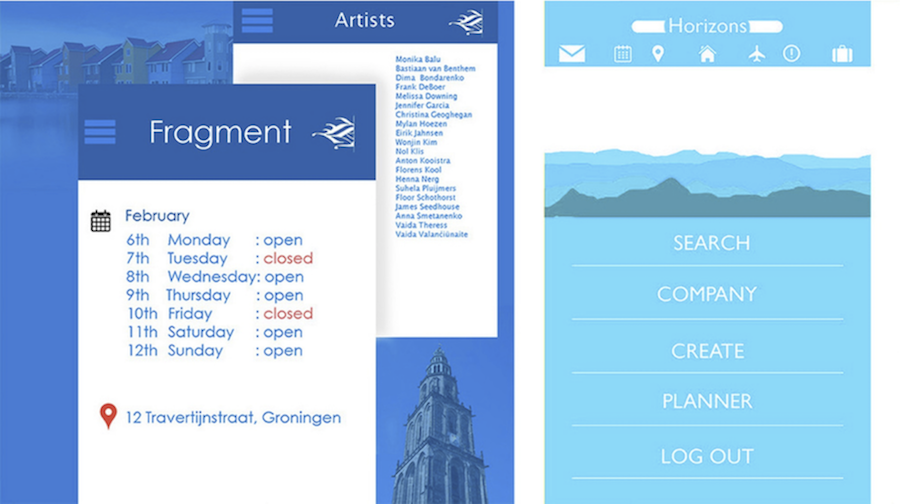 Artists
Monika Balu
Bastiaan van Benthem
Dima Bondarenko
Frank DeBoer
Melissa Downing
Jennifer Garcia
Christina Geoghegan
Mylan Hoezen
Eirik Jahnsen
Wonjin Kim
Nol Klis
Anton Kooistra
Florens Kool
Henna Nerg
Suhela Pluijmers
Floor Schothorst
James Seedhouse
Anna Smetanenko
Vaida Theress
Vaida Valančiūnaite
Fragment
February
6th Monday : open
7th Tuesday : closed
8th Wednesday: open
9th Thursday : open
10th Friday : closed
11th Saturday : open
12th Sunday : open
12 Travertijnstraat, Groningen
Horizons
SEARCH
COMPANY
CREATE
PLANNER
LOG OUT